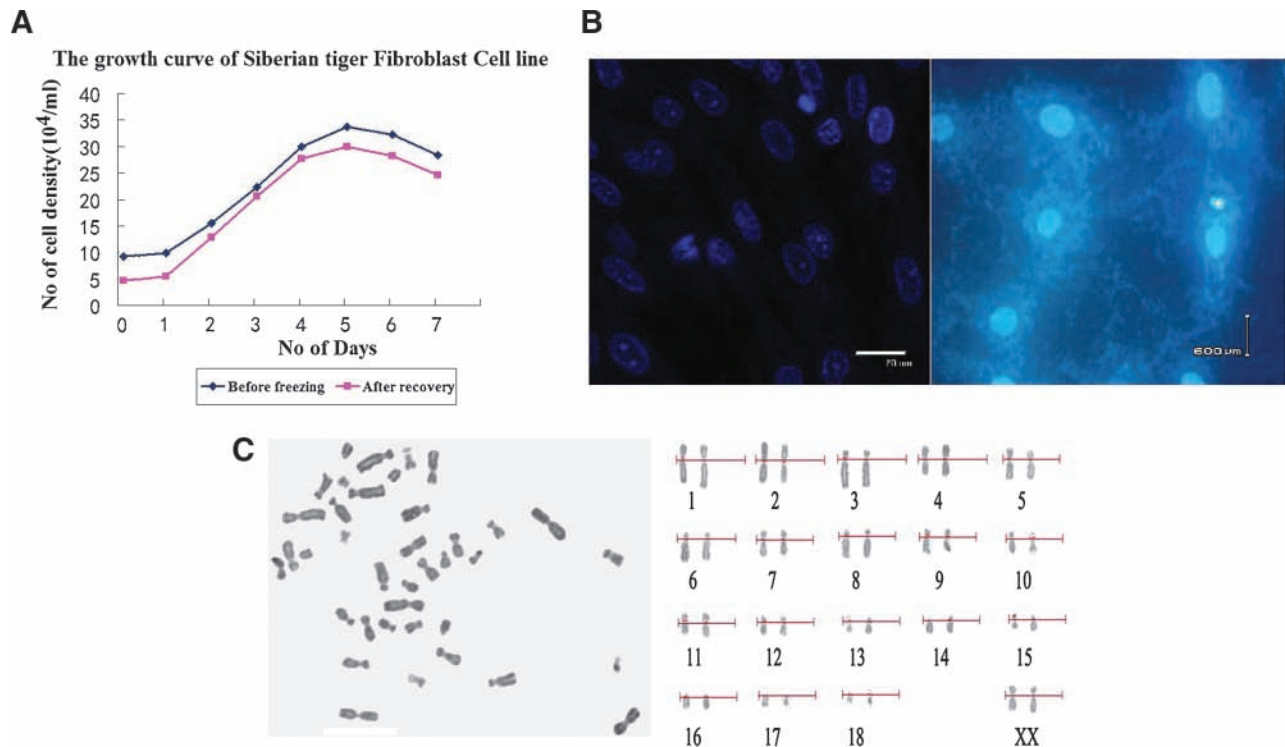 A
The growth curve of Siberian tiger Fibroblast Cell line
No of cell density(10⁴/ml)
40
35
30
25
20
15
10
5
0
0 1 2 3 4 5 6 7
No of Days
Before freezing After recovery
B
600 µm
C
1 2 3 4 5
6 7 8 9 10
11 12 13 14 15
16 17 18 XX